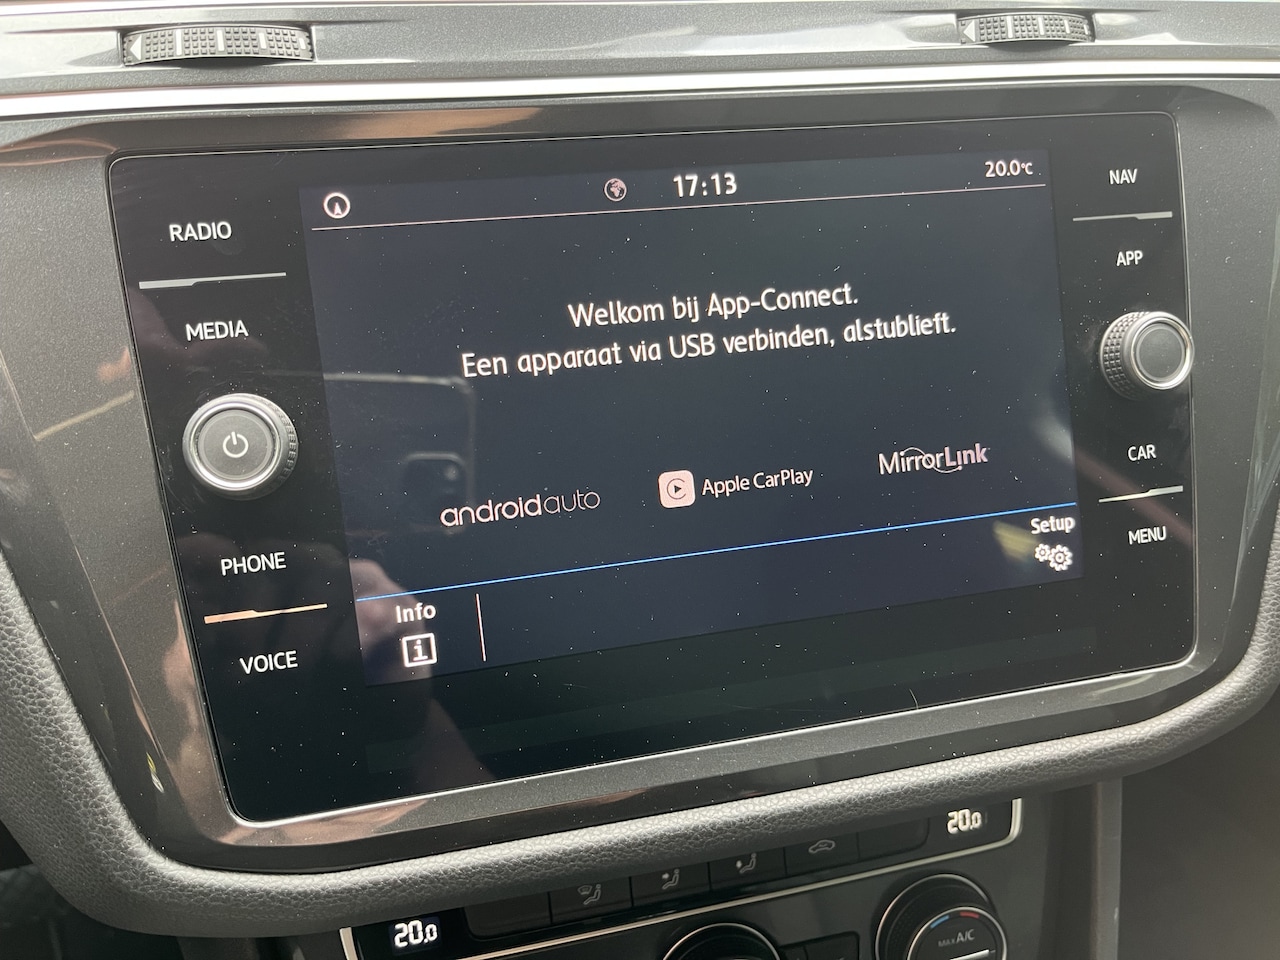 17:13
20.0°C
RADIO
MEDIA
PHONE
VOICE
NAV
APP
CAR
MENU
Welkom bij App-Connect.
Een apparaat via USB verbinden, alstublieft.
androidauto
Apple CarPlay
MirrorLink
Setup
Info
i
20.0
20.0
MAX A/C